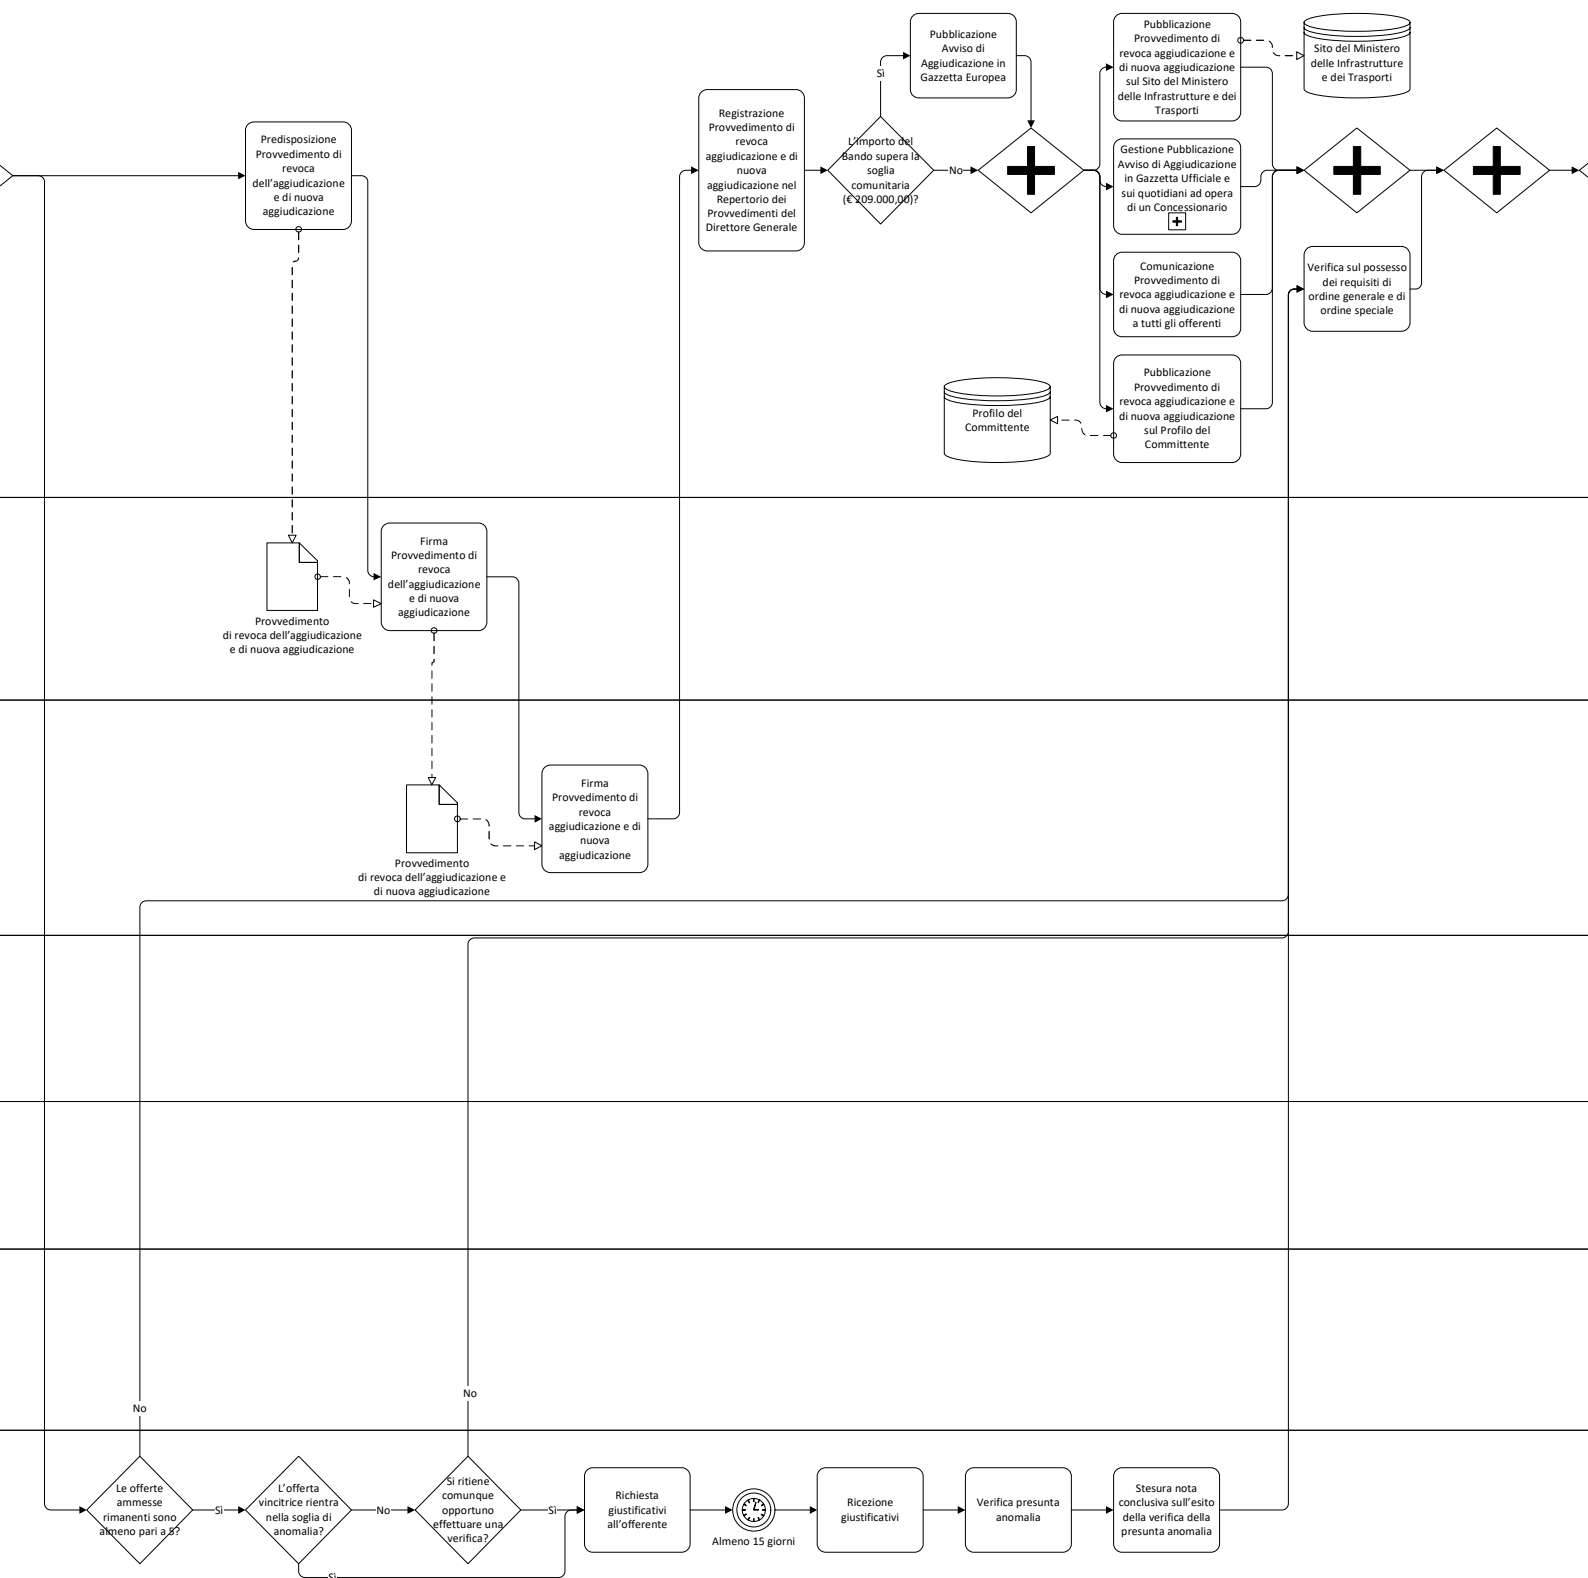 Pubblicazione
Avviso di
Aggiudicazione in
Gazzetta Europea
Pubblicazione
Provvedimento di
revoca aggiudicazione e
di nuova aggiudicazione
sul Sito del Ministero
delle Infrastrutture e dei
Trasporti
Sito del Ministero
delle Infrastrutture
e dei Trasporti
Sì
Predisposizione
Provvedimento di
revoca
dell'aggiudicazione
e di nuova
aggiudicazione
Registrazione
Provvedimento di
revoca
aggiudicazione e di
nuova
aggiudicazione nel
Repertorio dei
Provvedimenti del
Direttore Generale
L'Importo del
Bando supera la
soglia
comunitaria
(€ 209.000,00)?
No
Gestione Pubblicazione
Avviso di Aggiudicazione
in Gazzetta Ufficiale e
sui quotidiani ad opera
di un Concessionario
Comunicazione
Provvedimento di
revoca aggiudicazione e
di nuova aggiudicazione
a tutti gli offerenti
Verifica sul possesso
dei requisiti di
ordine generale e di
ordine speciale
Profilo del
Committente
Pubblicazione
Provvedimento di
revoca aggiudicazione e
di nuova aggiudicazione
sul Profilo del
Committente
Firma
Provvedimento di
revoca
dell'aggiudicazione
e di nuova
aggiudicazione
Provvedimento
di revoca dell'aggiudicazione
e di nuova aggiudicazione
Firma
Provvedimento di
revoca
aggiudicazione e di
nuova
aggiudicazione
Provvedimento
di revoca dell'aggiudicazione e
di nuova aggiudicazione
No
No
Le offerte
ammesse
rimanenti sono
almeno pari a 5?
Sì
L'offerta
vincitrice rientra
nella soglia di
anomalia?
No
Si ritiene
comunque
opportuno
effettuare una
verifica?
Sì
Richiesta
giustificativi
all'offerente
Almeno 15 giorni
Ricezione
giustificativi
Verifica presunta
anomalia
Stesura nota
conclusiva sull'esito
della verifica della
presunta anomalia
Sì